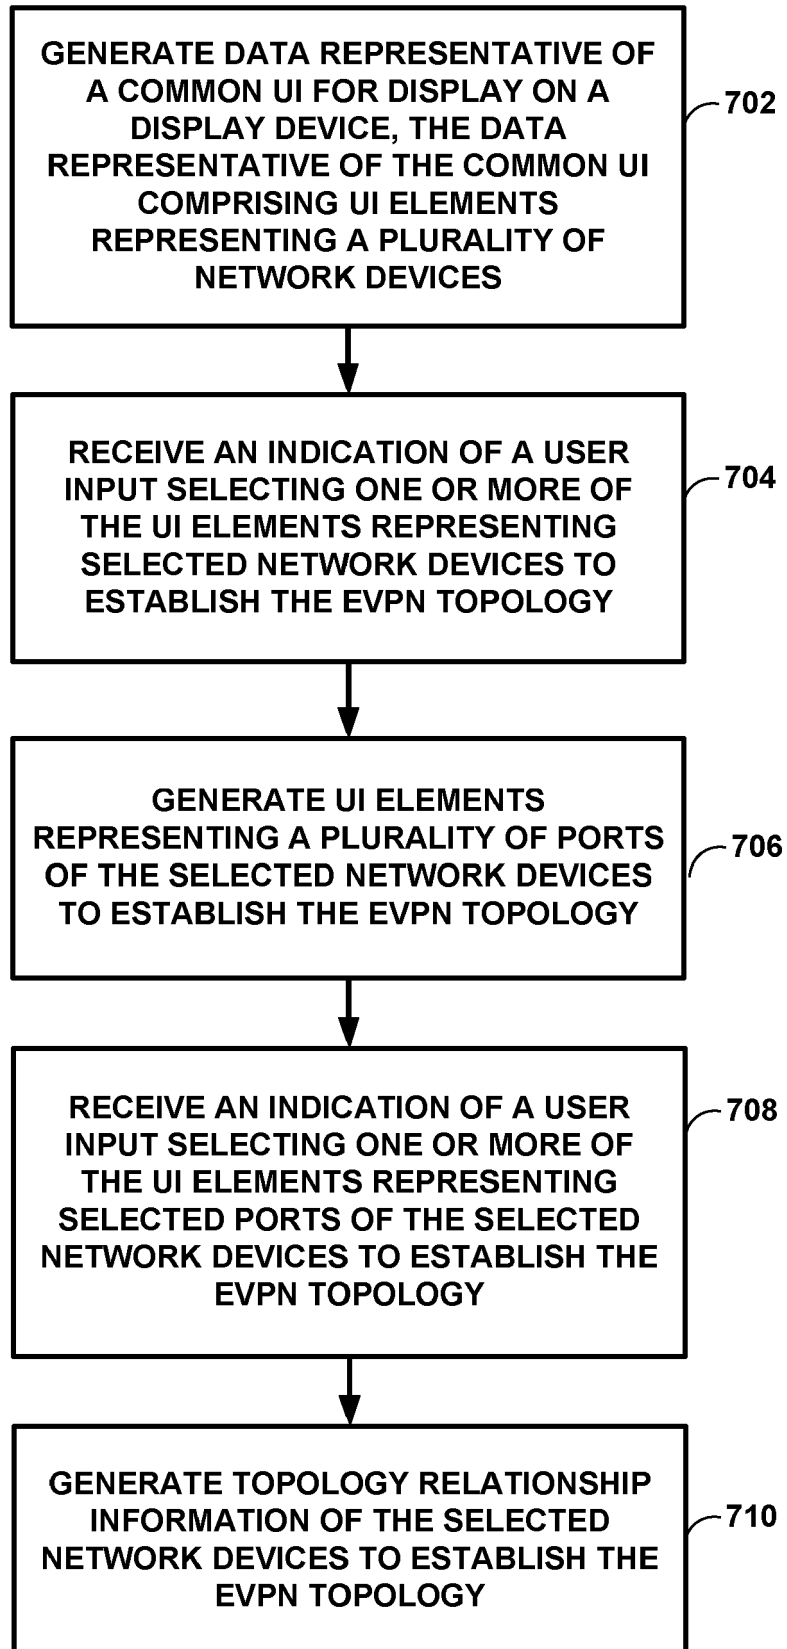 GENERATE DATA REPRESENTATIVE OF
A COMMON UI FOR DISPLAY ON A
DISPLAY DEVICE, THE DATA
REPRESENTATIVE OF THE COMMON UI
COMPRISING UI ELEMENTS
REPRESENTING A PLURALITY OF
NETWORK DEVICES
702
RECEIVE AN INDICATION OF A USER
INPUT SELECTING ONE OR MORE OF
THE UI ELEMENTS REPRESENTING
SELECTED NETWORK DEVICES TO
ESTABLISH THE EVPN TOPOLOGY
704
GENERATE UI ELEMENTS
REPRESENTING A PLURALITY OF PORTS
OF THE SELECTED NETWORK DEVICES
TO ESTABLISH THE EVPN TOPOLOGY
706
RECEIVE AN INDICATION OF A USER
INPUT SELECTING ONE OR MORE OF
THE UI ELEMENTS REPRESENTING
SELECTED PORTS OF THE SELECTED
NETWORK DEVICES TO ESTABLISH THE
EVPN TOPOLOGY
708
GENERATE TOPOLOGY RELATIONSHIP
INFORMATION OF THE SELECTED
NETWORK DEVICES TO ESTABLISH THE
EVPN TOPOLOGY
710